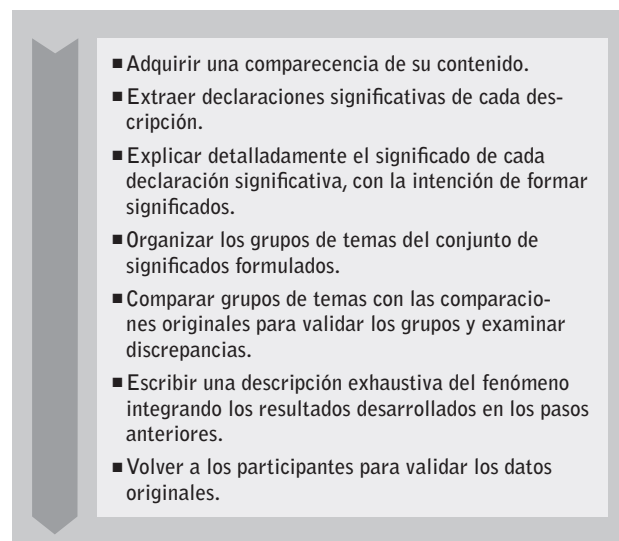 ■ Adquirir una comparecencia de su contenido.
■ Extraer declaraciones significativas de cada des-
cripción.
■ Explicar detalladamente el significado de cada
declaración significativa, con la intención de formar
significados.
■ Organizar los grupos de temas del conjunto de
significados formulados.
■ Comparar grupos de temas con las comparacio-
nes originales para validar los grupos y examinar
discrepancias.
■ Escribir una descripción exhaustiva del fenómeno
integrando los resultados desarrollados en los pasos
anteriores.
■ Volver a los participantes para validar los datos
originales.